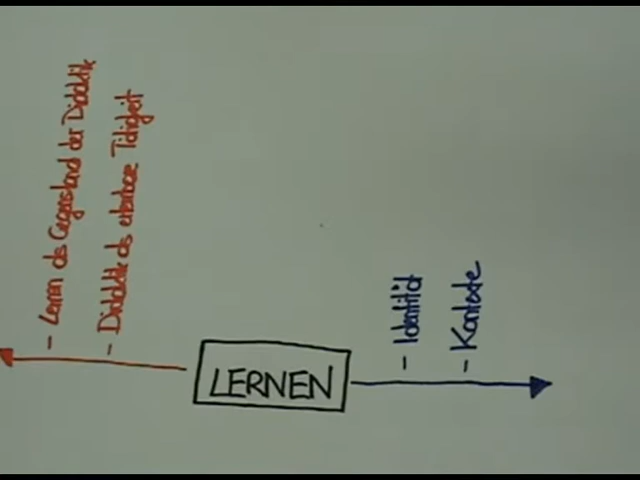 - Lernen als Gegenstand der Didaktik
- Didaktik als erlernbare Tätigkeit
LERNEN
- Identität
- Kontexte